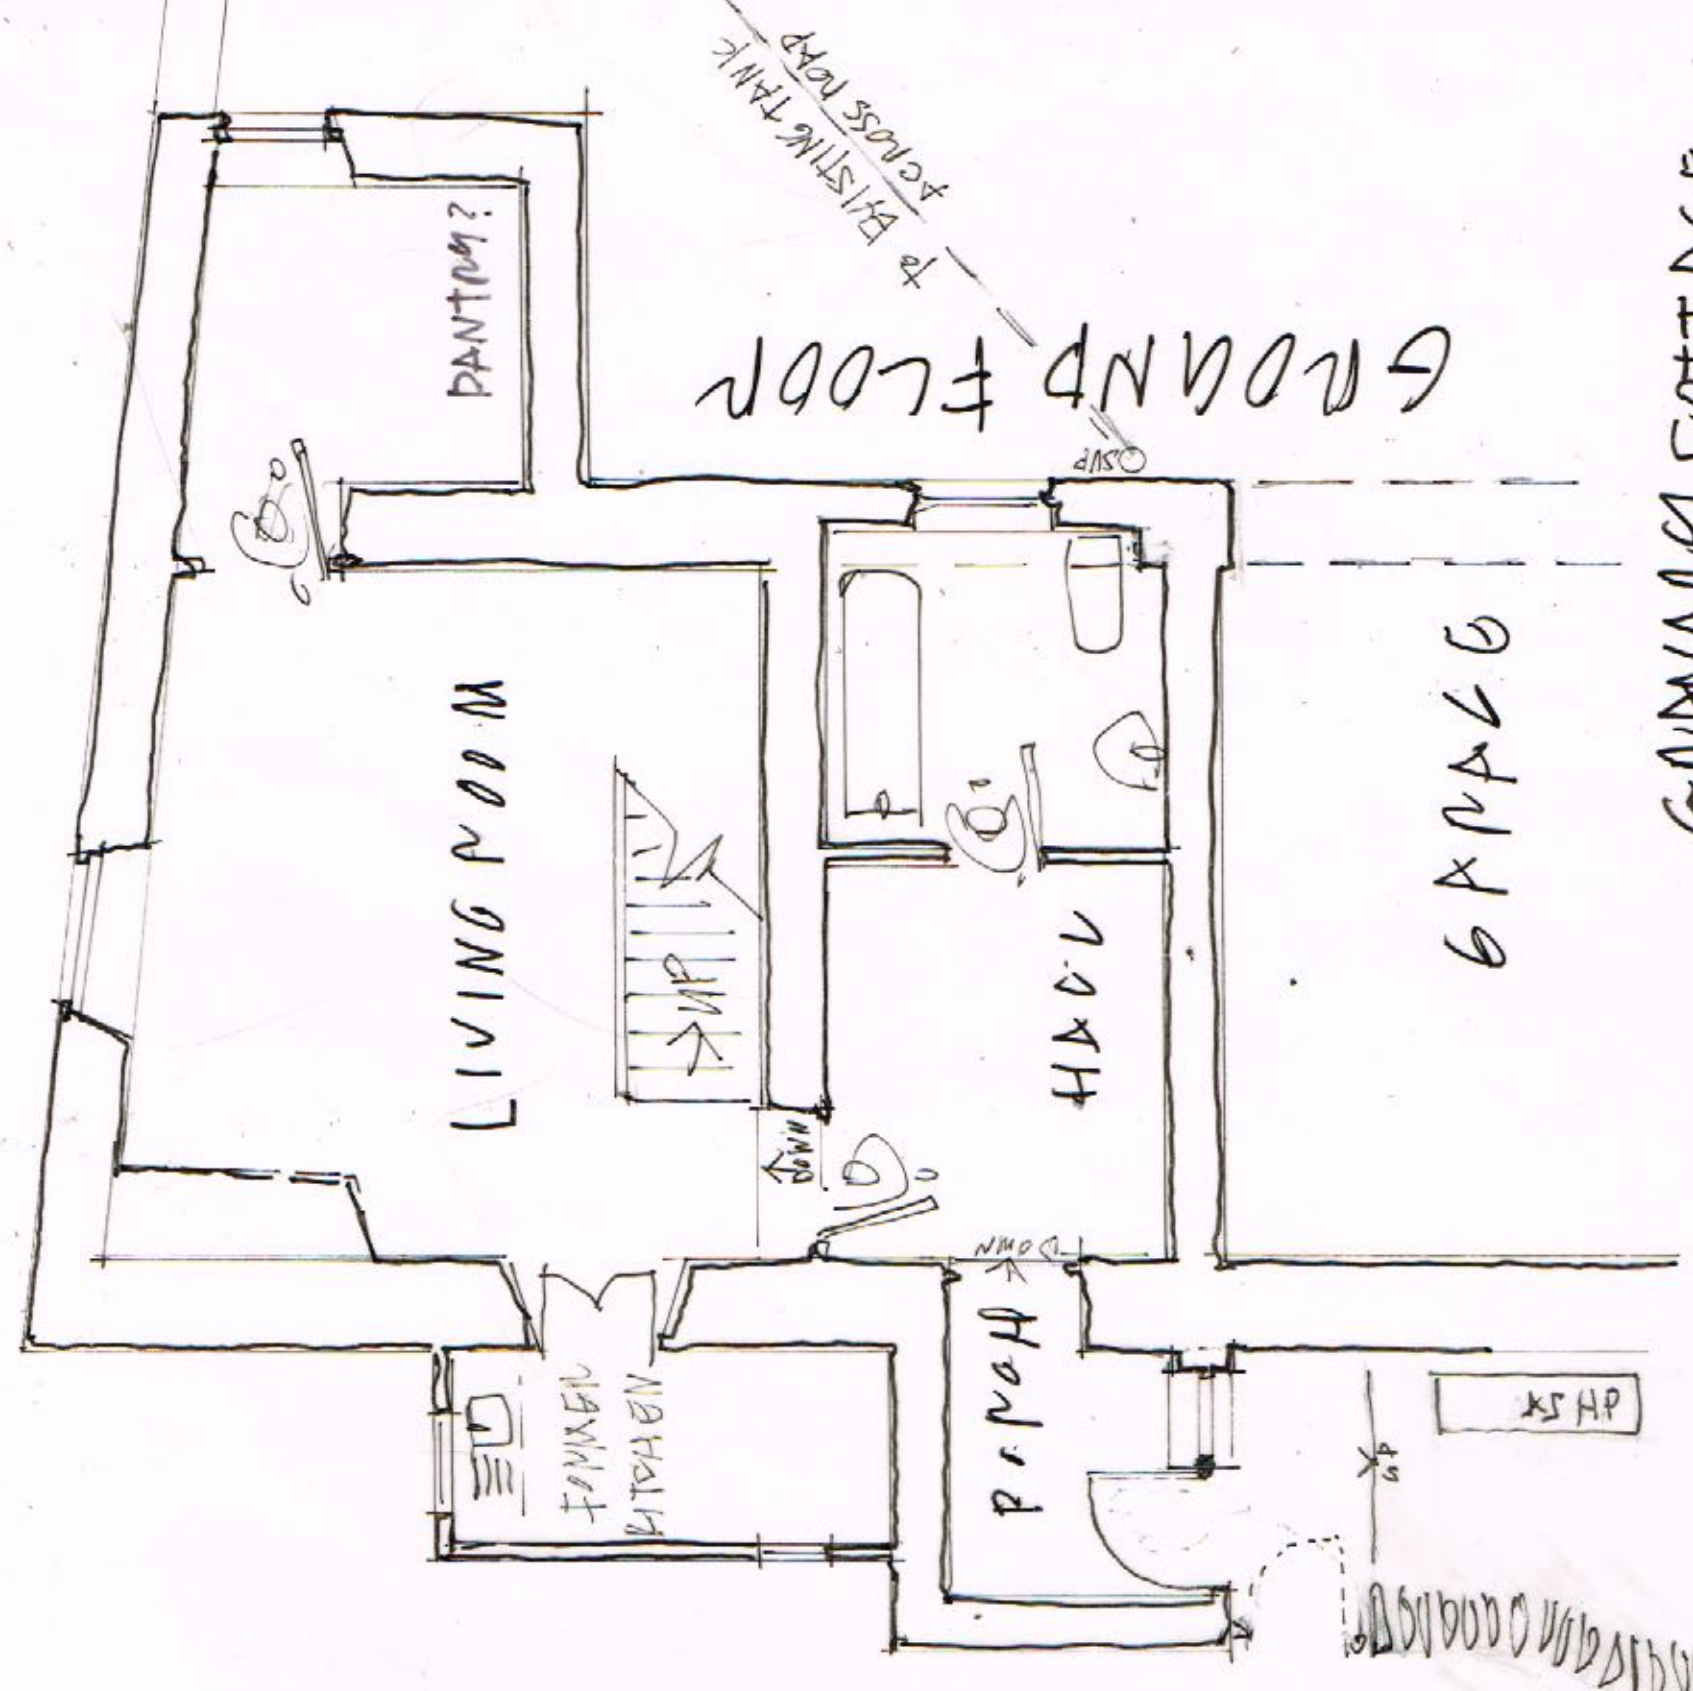 TO EXISTING TANK
ACROSS ROAD
PANTRY?
GROUND FLOOR
SVP
LIVING ROOM
UP
GARAGE
HALL
DOWN
DOWN
PORCH
FORMER
KITCHEN
ASHP
UP